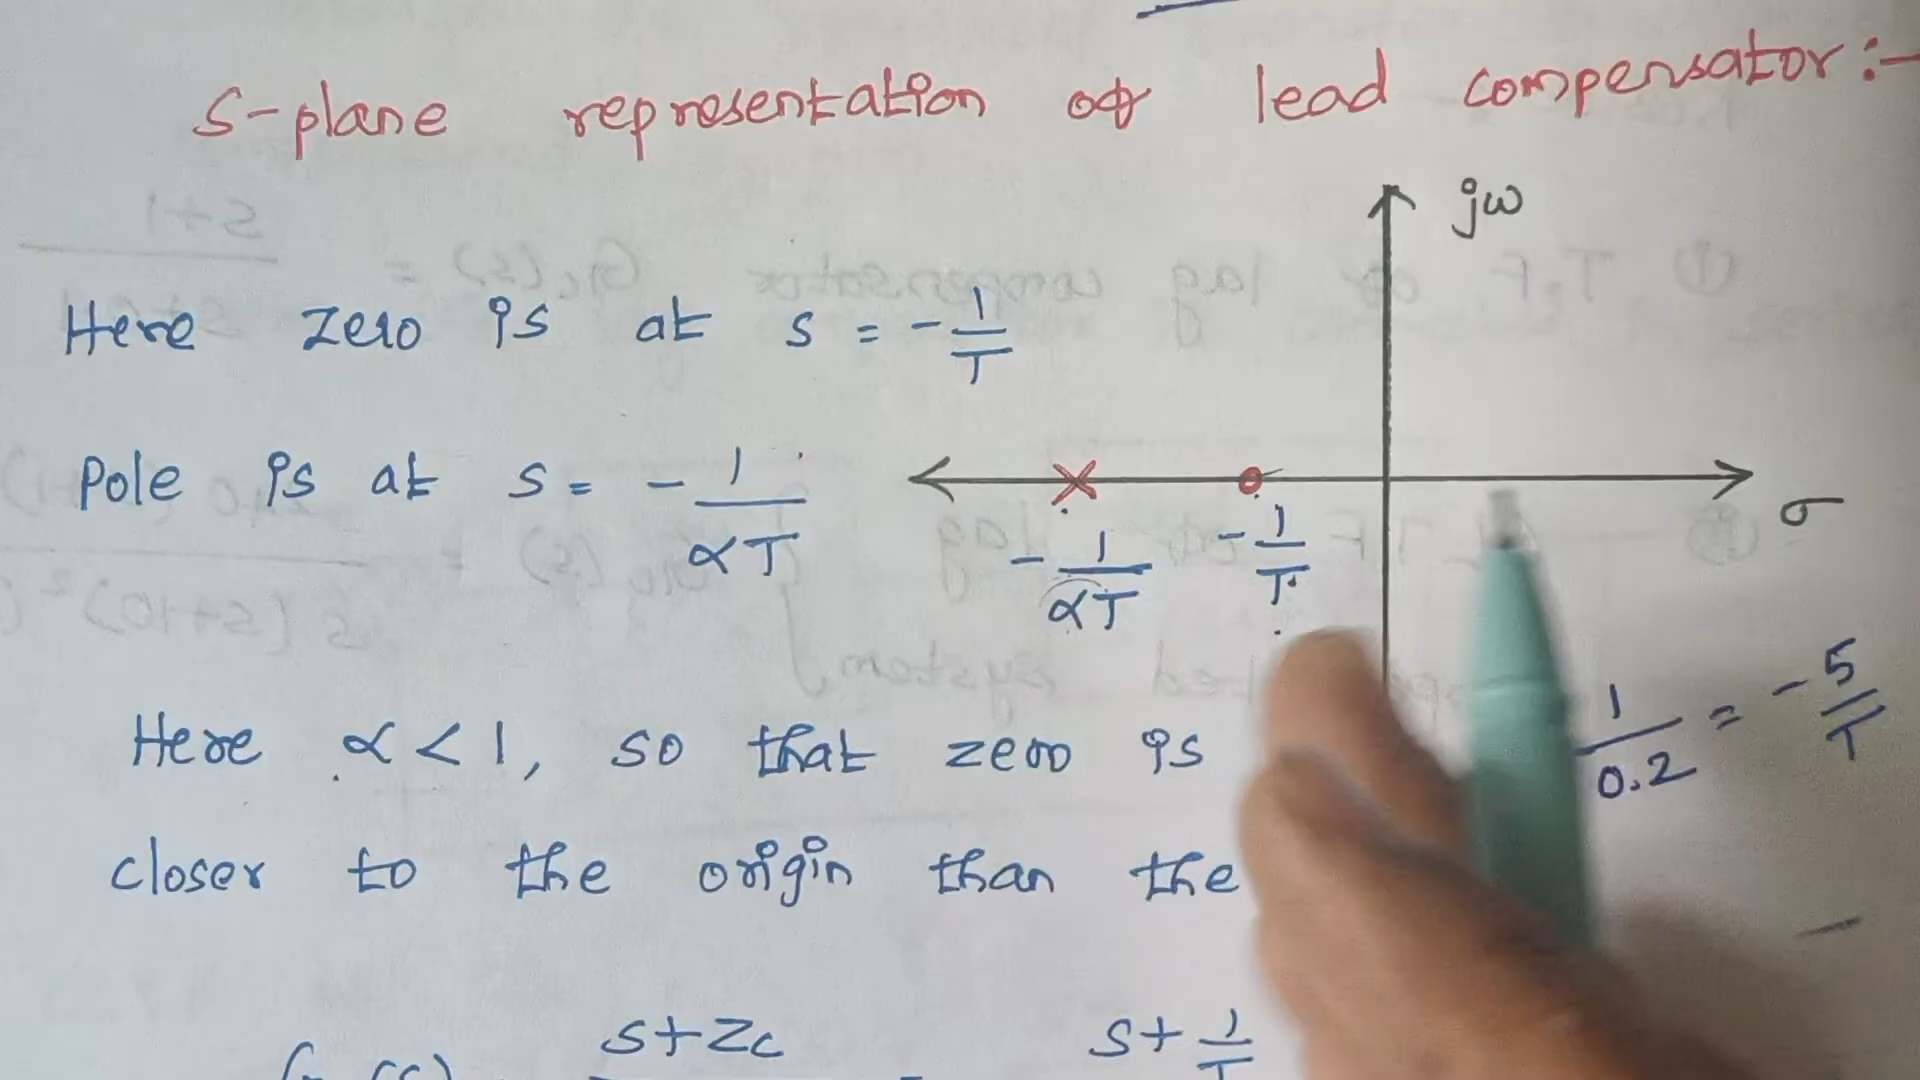 S-plane representation of lead compensator:-
jω
Here zero is at s = -1/T
Pole is at s = -1/αT
σ
-1/αT -1/T
1/0.2 = -5/T
Here α < 1, so that zero is
closer to the origin than the
s+Zc s+1/T